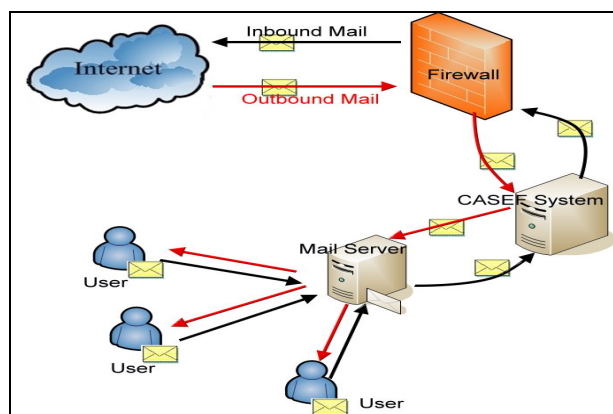 Inbound Mail
Internet
Firewall
Outbound Mail
CASEF System
Mail Server
User
User
User